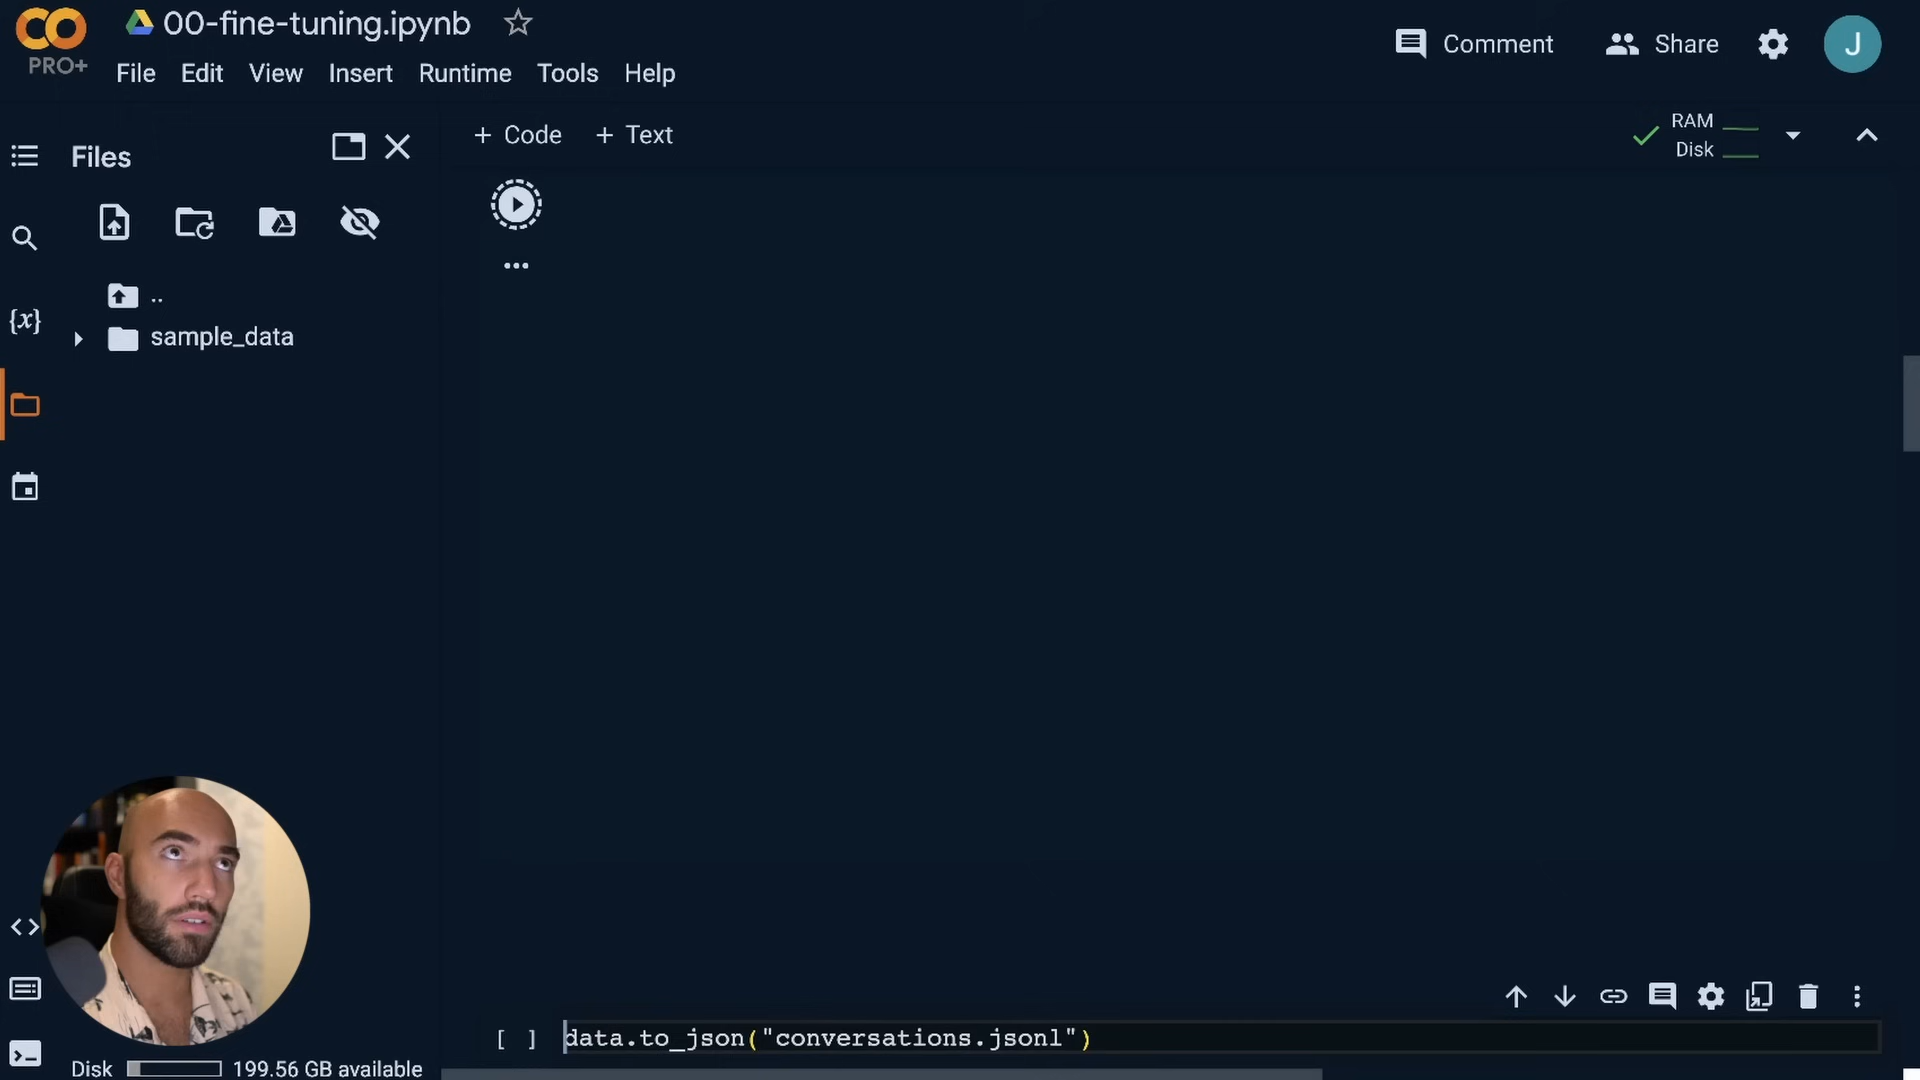 00-fine-tuning.ipynb
PRO+
File Edit View Insert Runtime Tools Help
Comment
Share
J
Files
+ Code + Text
RAM
Disk
..
{x}
sample_data
[ ] data.to_json("conversations.jsonl")
Disk 199.56 GB available